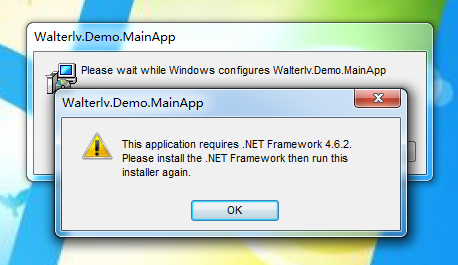 Walterlv.Demo.MainApp
Please wait while Windows configures Walterlv.Demo.MainApp
Walterlv.Demo.MainApp
This application requires .NET Framework 4.6.2.
Please install the .NET Framework then run this
installer again.
OK